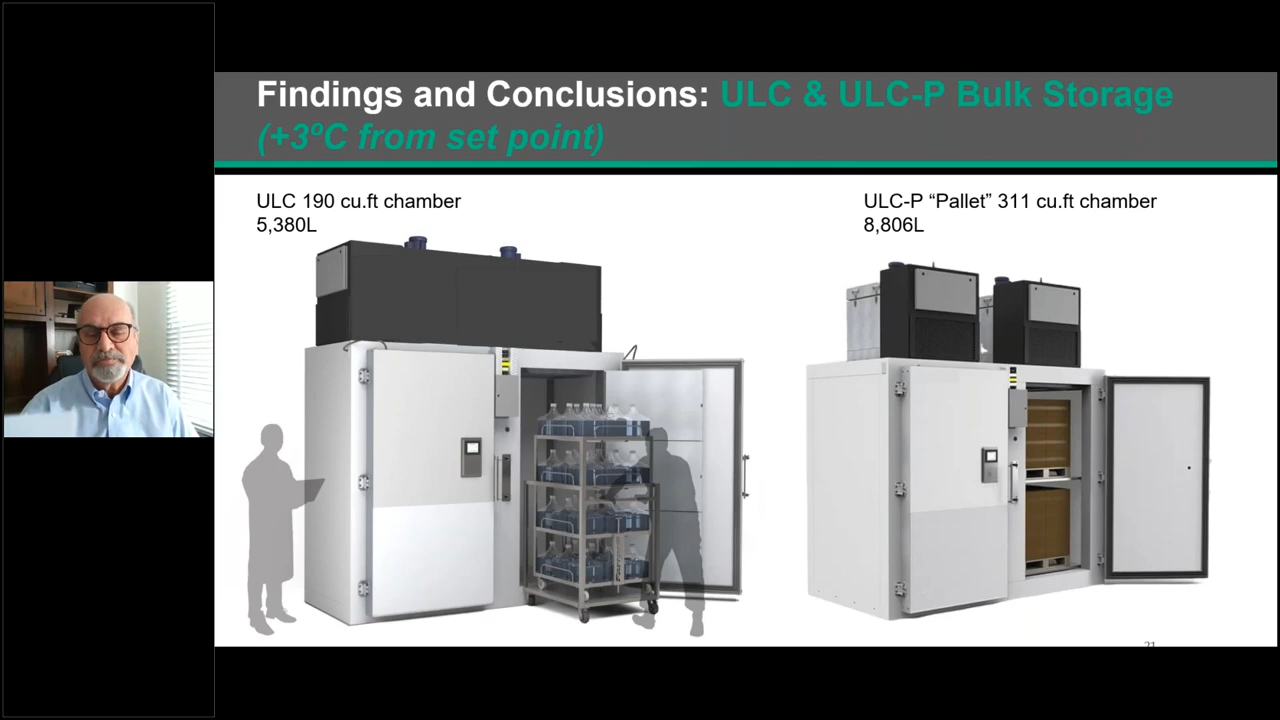 Findings and Conclusions: ULC & ULC-P Bulk Storage
(+3ºC from set point)
ULC 190 cu.ft chamber
5,380L
ULC-P “Pallet” 311 cu.ft chamber
8,806L
21